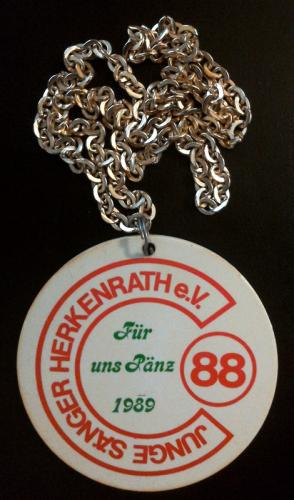 JUNGE SÄNGER HERKENRATH e.V.
Für
uns Pänz
1989
88